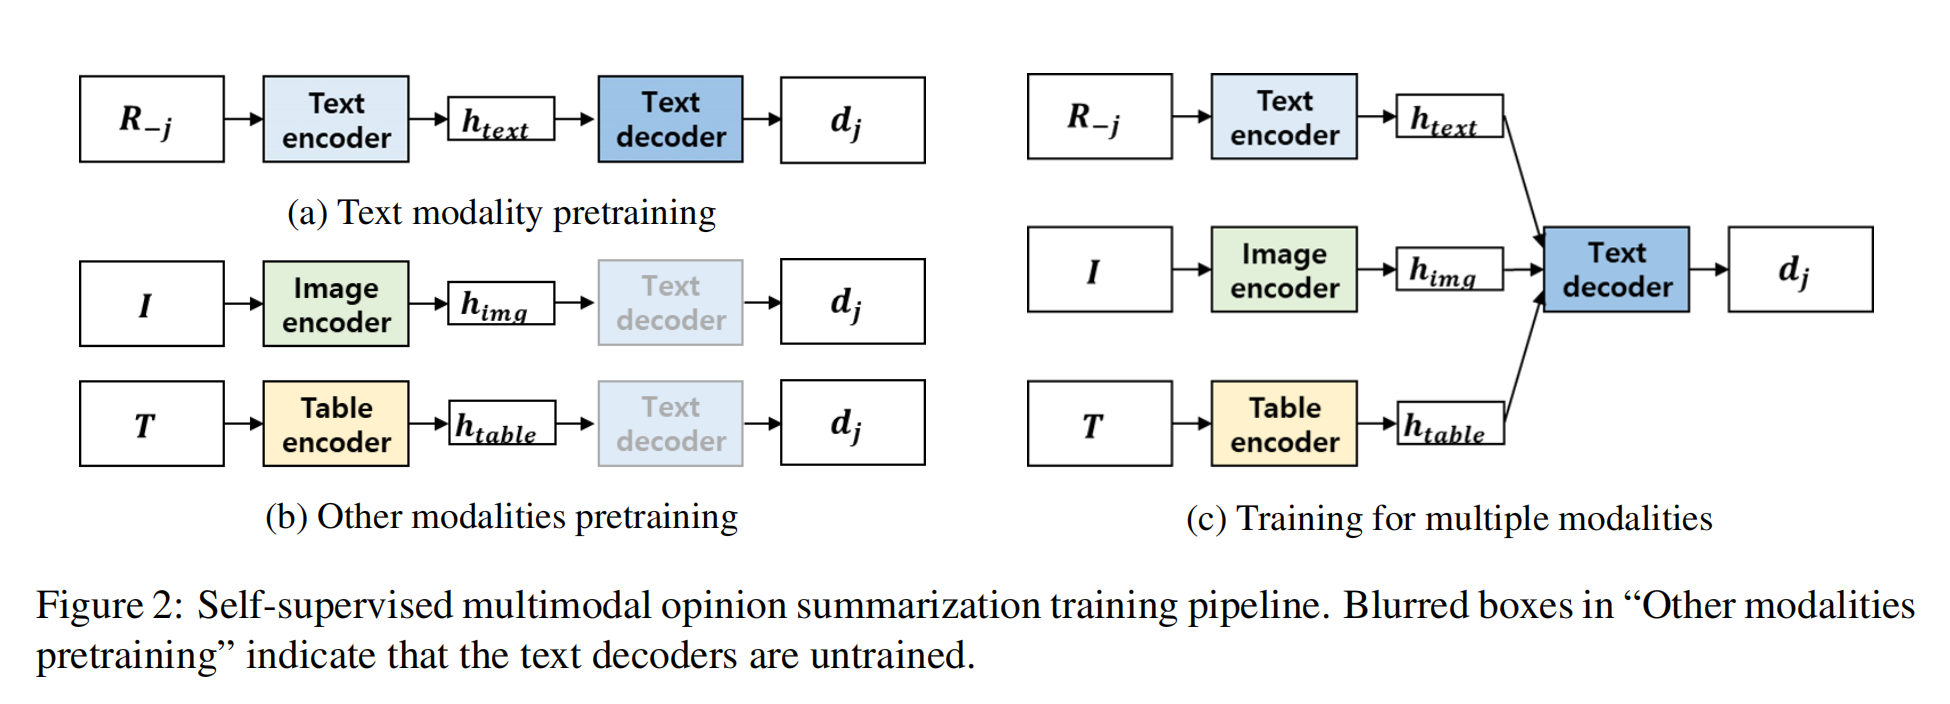 R_{-j} Text encoder h_{text} Text decoder d_j
(a) Text modality pretraining
I Image encoder h_{img} Text decoder d_j
T Table encoder h_{table} Text decoder d_j
(b) Other modalities pretraining
R_{-j} Text encoder h_{text}
I Image encoder h_{img} Text decoder d_j
T Table encoder h_{table}
(c) Training for multiple modalities
Figure 2: Self-supervised multimodal opinion summarization training pipeline. Blurred boxes in “Other modalities
pretraining” indicate that the text decoders are untrained.